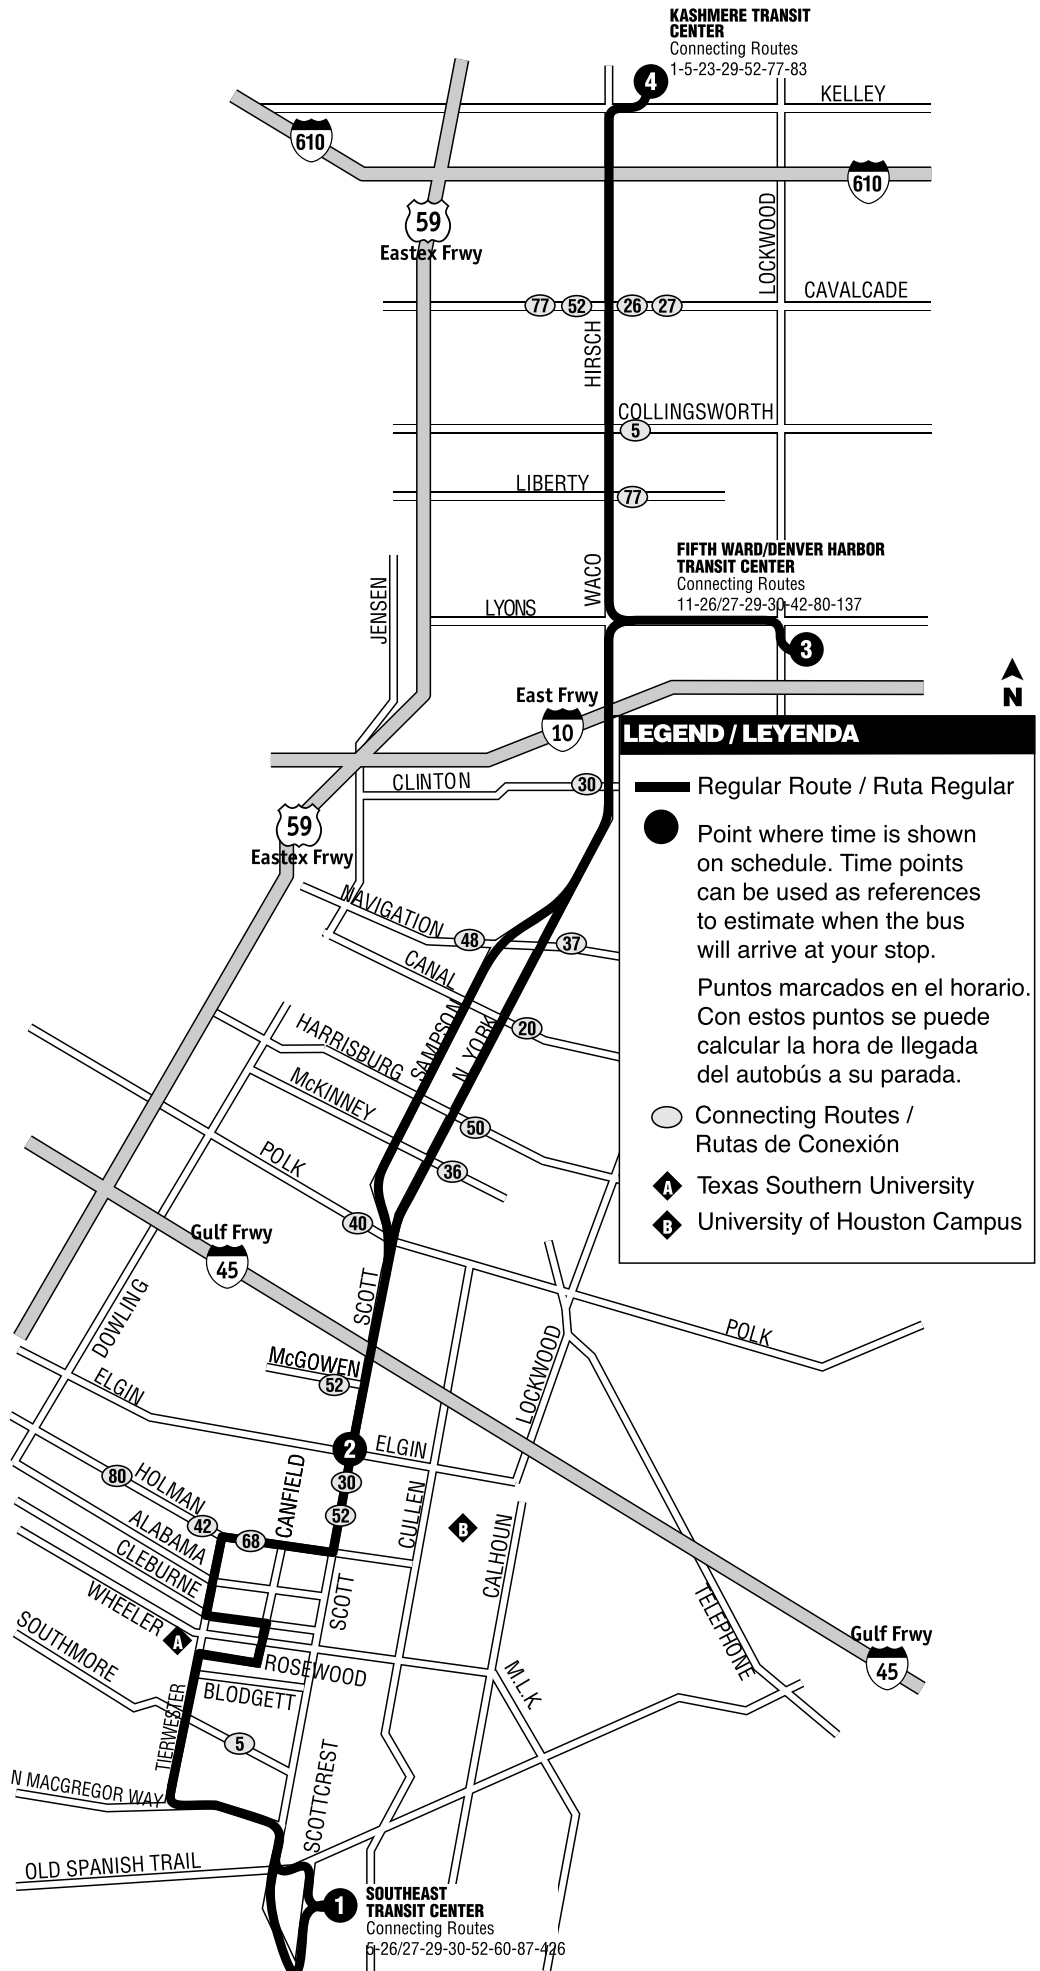 KASHMERE TRANSIT
CENTER
Connecting Routes
1-5-23-29-52-77-83
4
KELLEY
610
610
59
Eastex Frwy
LOCKWOOD
CAVALCADE
77
52
26
27
HIRSCH
COLLINGSWORTH
5
LIBERTY
77
FIFTH WARD/DENVER HARBOR
TRANSIT CENTER
Connecting Routes
11-26/27-29-30-42-80-137
WACO
JENSEN
LYONS
3
East Frwy
10
N
LEGEND / LEYENDA
Regular Route / Ruta Regular
Point where time is shown
on schedule. Time points
can be used as references
to estimate when the bus
will arrive at your stop.
Puntos marcados en el horario.
Con estos puntos se puede
calcular la hora de llegada
del autobús a su parada.
Connecting Routes /
Rutas de Conexión
A
Texas Southern University
B
University of Houston Campus
CLINTON
30
59
Eastex Frwy
NAVIGATION
48
37
CANAL
20
SAMPSON
N. YORK
HARRISBURG
50
McKINNEY
36
POLK
40
Gulf Frwy
45
SCOTT
DOWLING
McGOWEN
52
POLK
LOCKWOOD
ELGIN
2
ELGIN
30
52
CANFIELD
CULLEN
80
HOLMAN
42
68
ALABAMA
CLEBURNE
B
CALHOUN
SCOTT
WHEELER
A
SOUTHMORE
TELEPHONE
Gulf Frwy
45
ROSEWOOD
BLODGETT
M.L.K
TIERWESTER
5
N MACGREGOR WAY
SCOTTCREST
OLD SPANISH TRAIL
1
SOUTHEAST
TRANSIT CENTER
Connecting Routes
5-26/27-29-30-52-60-87-426